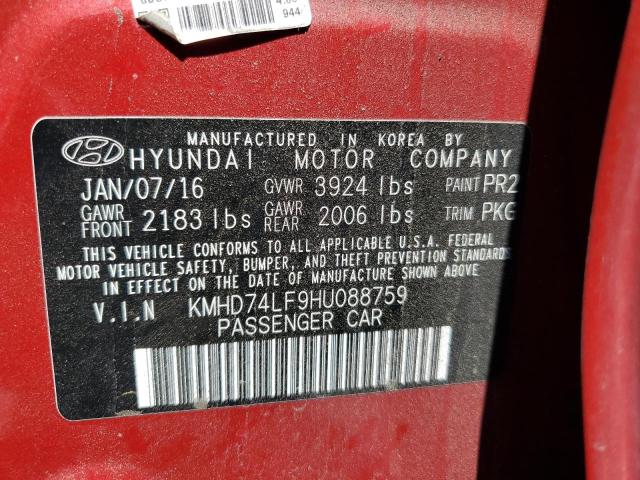 944
MANUFACTURED IN KOREA BY
HYUNDAI MOTOR COMPANY
JAN/07/16 GVWR 3924 lbs PAINT PR2
GAWR FRONT 2183 lbs GAWR REAR 2006 lbs TRIM PKG
THIS VEHICLE CONFORMS TO ALL APPLICABLE U.S.A. FEDERAL
MOTOR VEHICLE SAFETY, BUMPER, AND THEFT PREVENTION STANDARDS
IN EFFECT ON THE DATE OF MANUFACTURE SHOWN ABOVE.
V.I.N KMHD74LF9HU088759
PASSENGER CAR